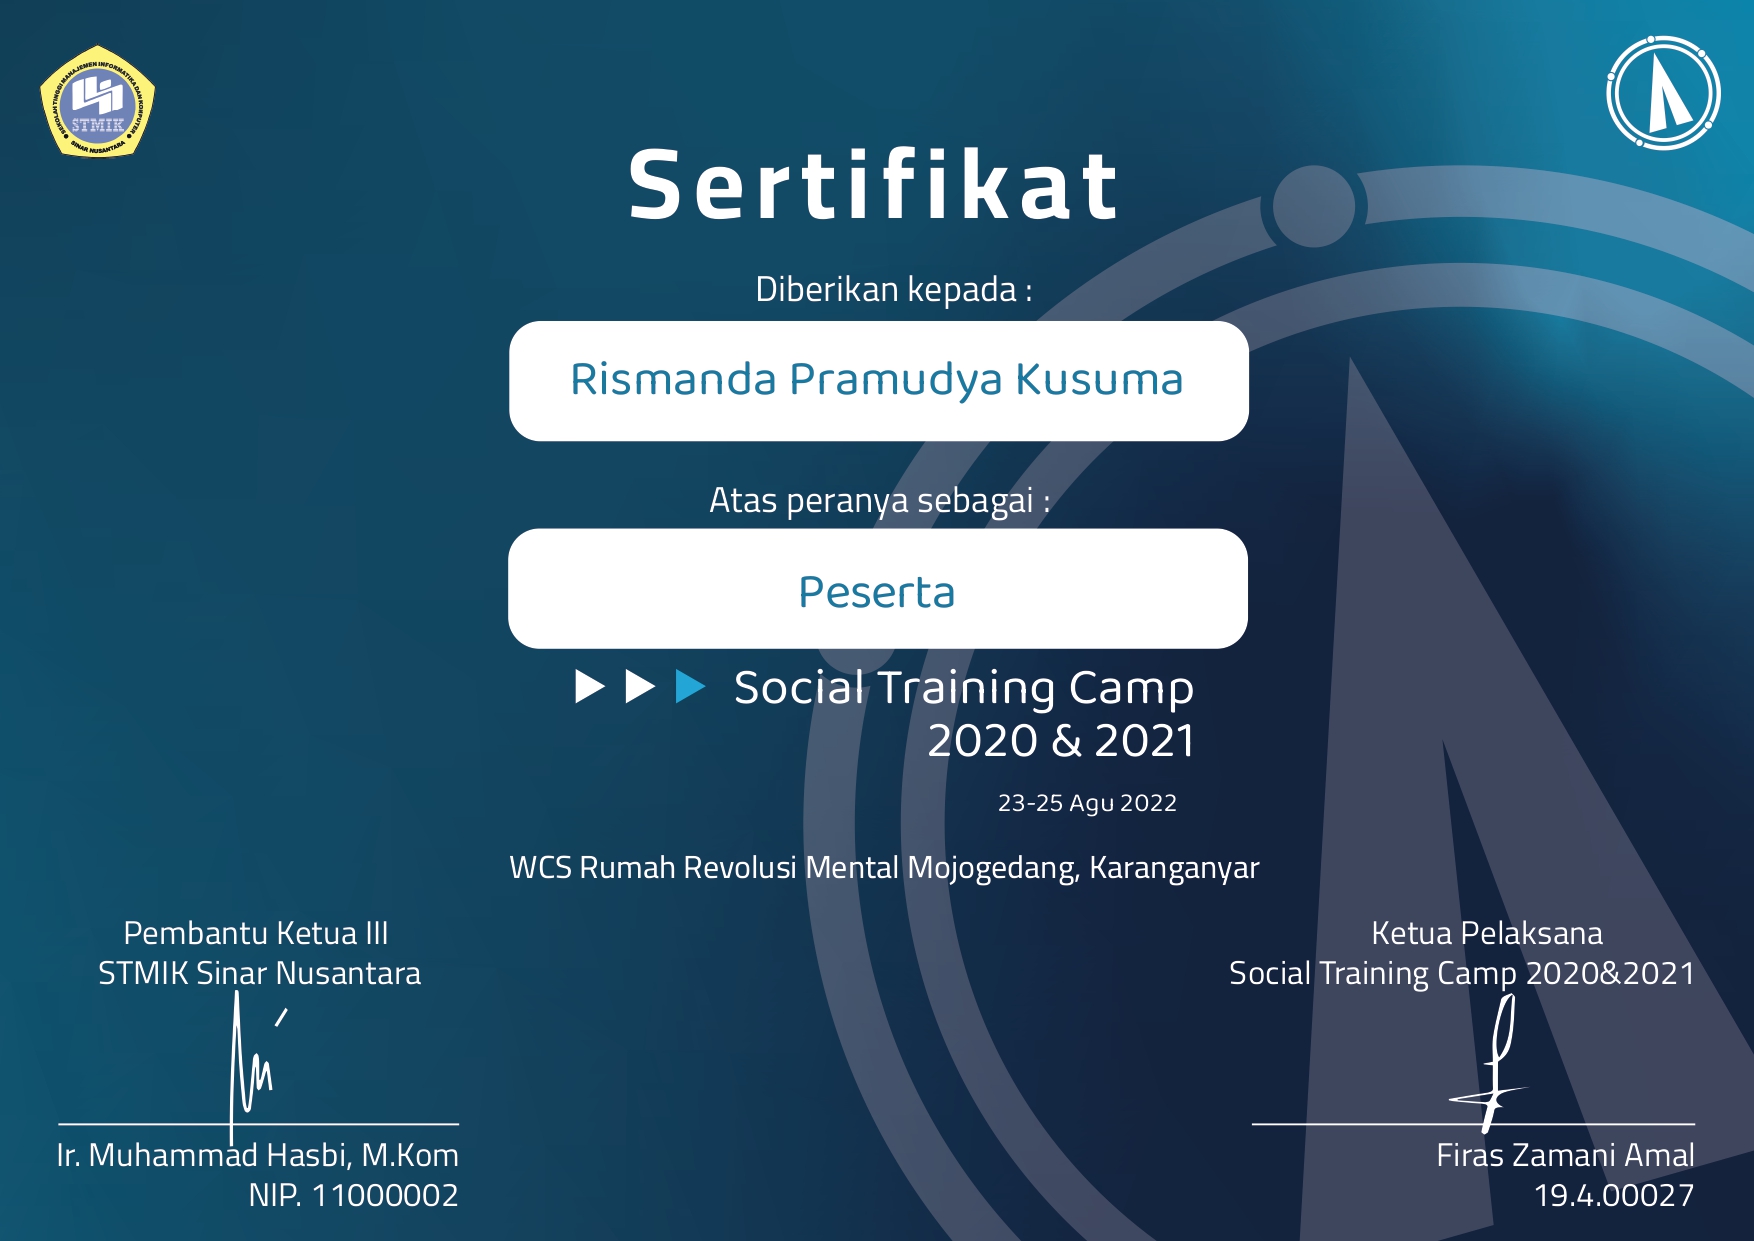 SEKOLAH TINGGI MANAJEMEN INFORMATIKA DAN KOMPUTER
STMIK
SINAR NUSANTARA
Sertifikat
Diberikan kepada :
Rismanda Pramudya Kusuma
Atas peranya sebagai :
Peserta
Social Training Camp
2020 & 2021
23-25 Agu 2022
WCS Rumah Revolusi Mental Mojogedang, Karanganyar
Pembantu Ketua III
STMIK Sinar Nusantara
Ir. Muhammad Hasbi, M.Kom
NIP. 11000002
Ketua Pelaksana
Social Training Camp 2020&2021
Firas Zamani Amal
19.4.00027